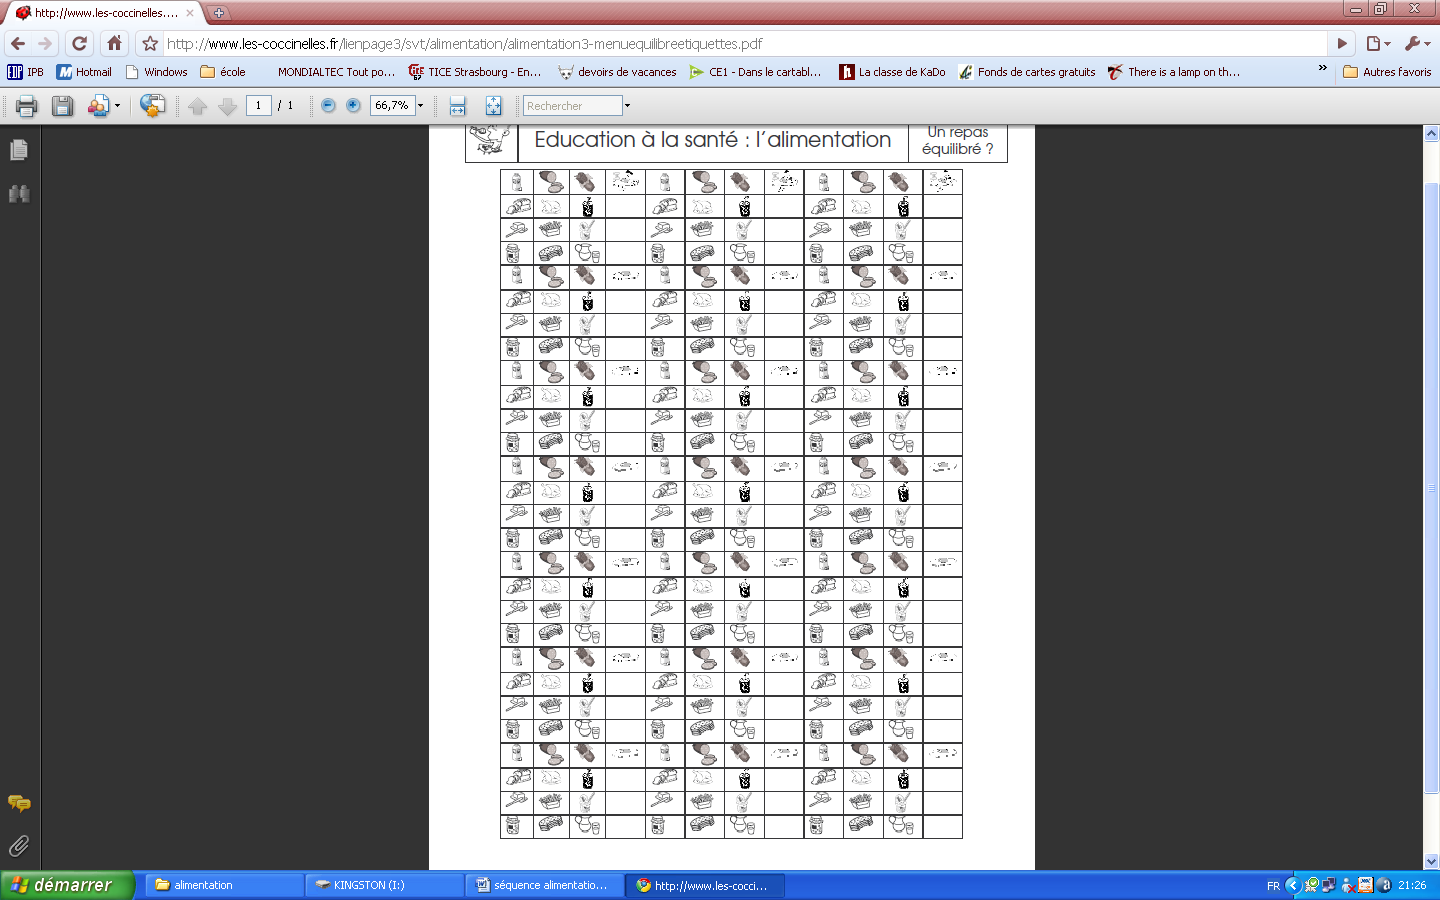 http://www.les-coccinelles....
http://www.les-coccinelles.fr/lienpage3/svt/alimentation/alimentation3-menuequilibreetiquettes.pdf
IPB Hotmail Windows école MONDIALTEC Tout po... TICE Strasbourg - En... devoirs de vacances CE1 - Dans le cartabl... La classe de KaDo Fonds de cartes gratuits There is a lamp on th... » Autres favoris
1 / 1 66,7% Rechercher
Education à la santé : l'alimentation
Un repas
équilibré ?
démarrer alimentation KINGSTON (I:) séquence alimentatio... http://www.les-cocci... FR 21:26